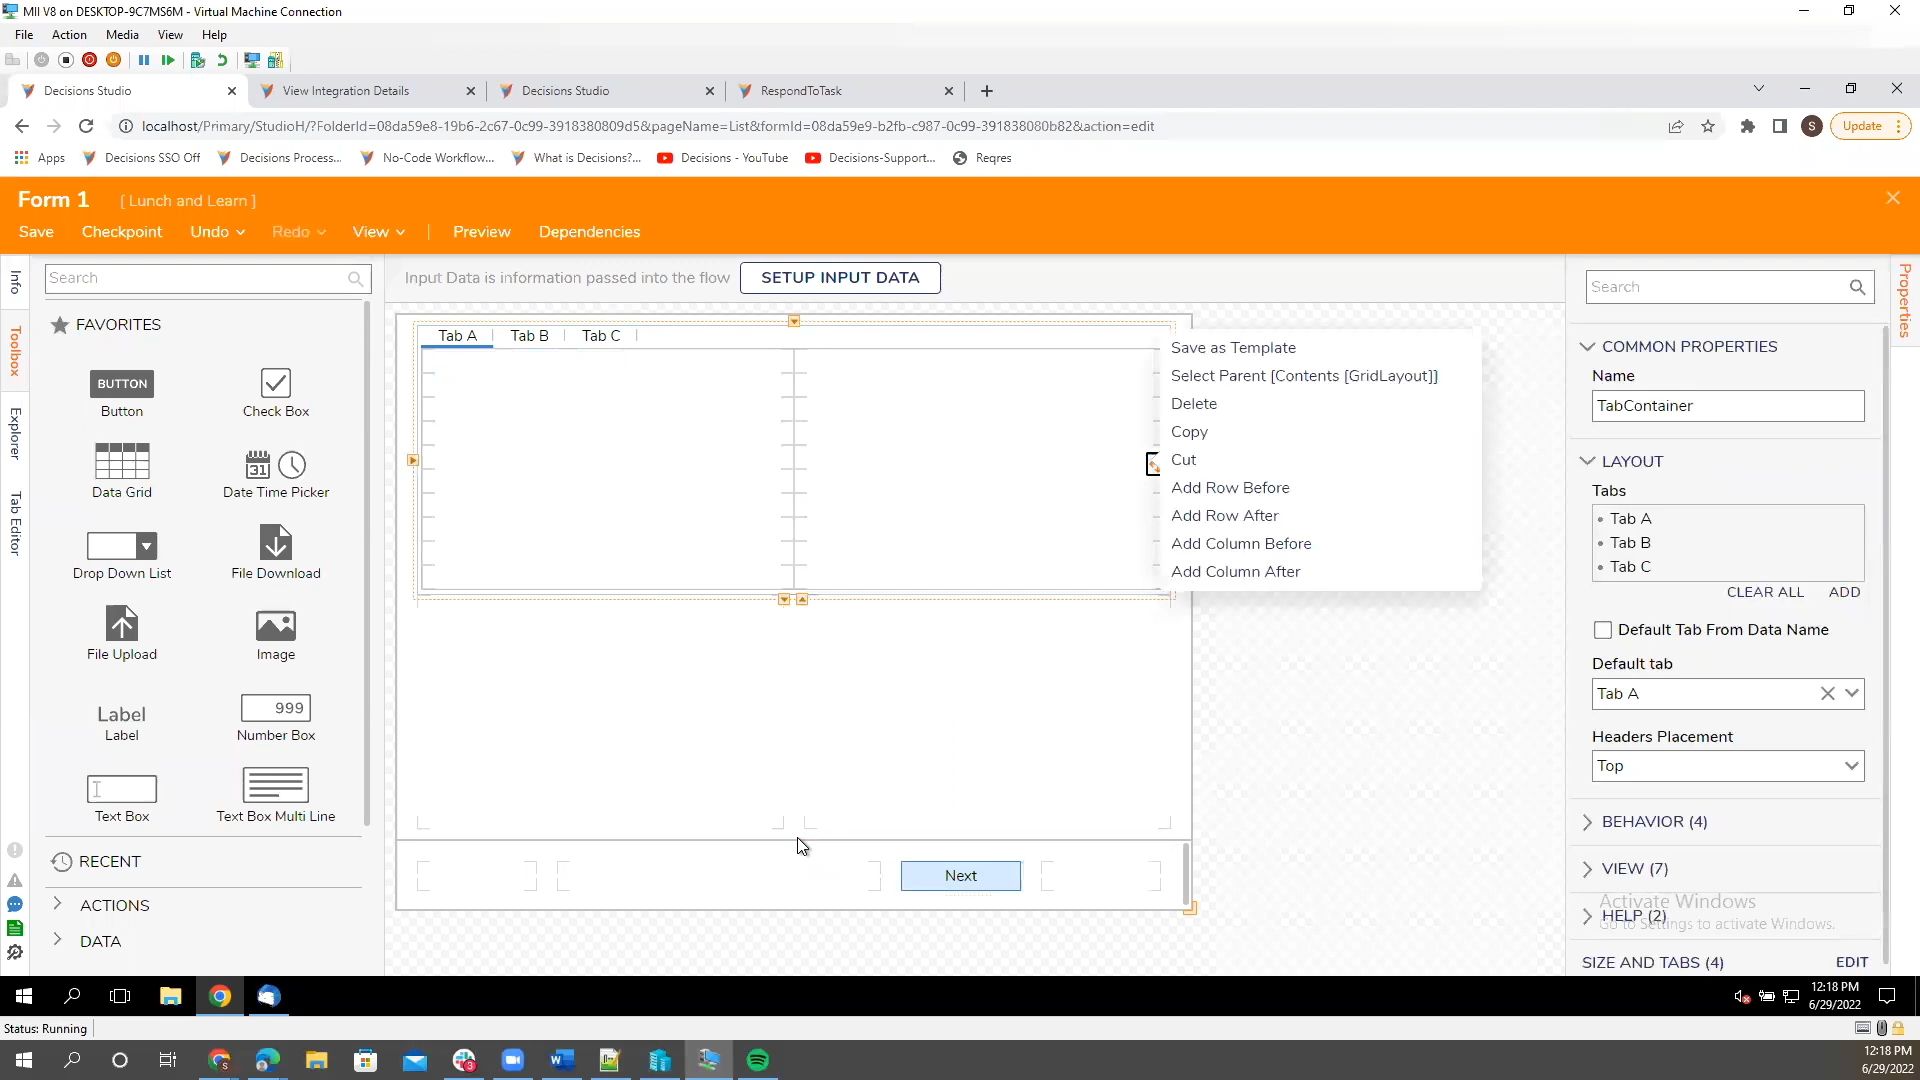 MII V8 on DESKTOP-9C7MS6M - Virtual Machine Connection
File Action Media View Help
Decisions Studio View Integration Details Decisions Studio RespondToTask
localhost/Primary/StudioH/?FolderId=08da59e8-19b6-2c67-0c99-3918380809d5&pageName=List&formId=08da59e9-b2fb-c987-0c99-391838080b82&action=edit S Update
Apps Decisions SSO Off Decisions Process... No-Code Workflow... What is Decisions?... Decisions - YouTube Decisions-Support... Reqres
Form 1 [ Lunch and Learn ]
Save Checkpoint Undo Redo View Preview Dependencies
Info
Toolbox
Explorer
Tab Editor
Search
FAVORITES
BUTTON
Button Check Box
31
Data Grid Date Time Picker
Drop Down List File Download
File Upload Image
Label 999
Label Number Box
Text Box Text Box Multi Line
RECENT
ACTIONS
DATA
Input Data is information passed into the flow SETUP INPUT DATA
Tab A Tab B Tab C
Save as Template
Select Parent [Contents [GridLayout]]
Delete
Copy
Cut
Add Row Before
Add Row After
Add Column Before
Add Column After
Next
Properties
Search
COMMON PROPERTIES
Name
TabContainer
LAYOUT
Tabs
Tab A
Tab B
Tab C
CLEAR ALL ADD
Default Tab From Data Name
Default tab
Tab A
Headers Placement
Top
BEHAVIOR (4)
VIEW (7)
Activate Windows
HELP (2)
Go to Settings to activate Windows.
SIZE AND TABS (4) EDIT
12:18 PM
6/29/2022
Status: Running
3
12:18 PM
6/29/2022